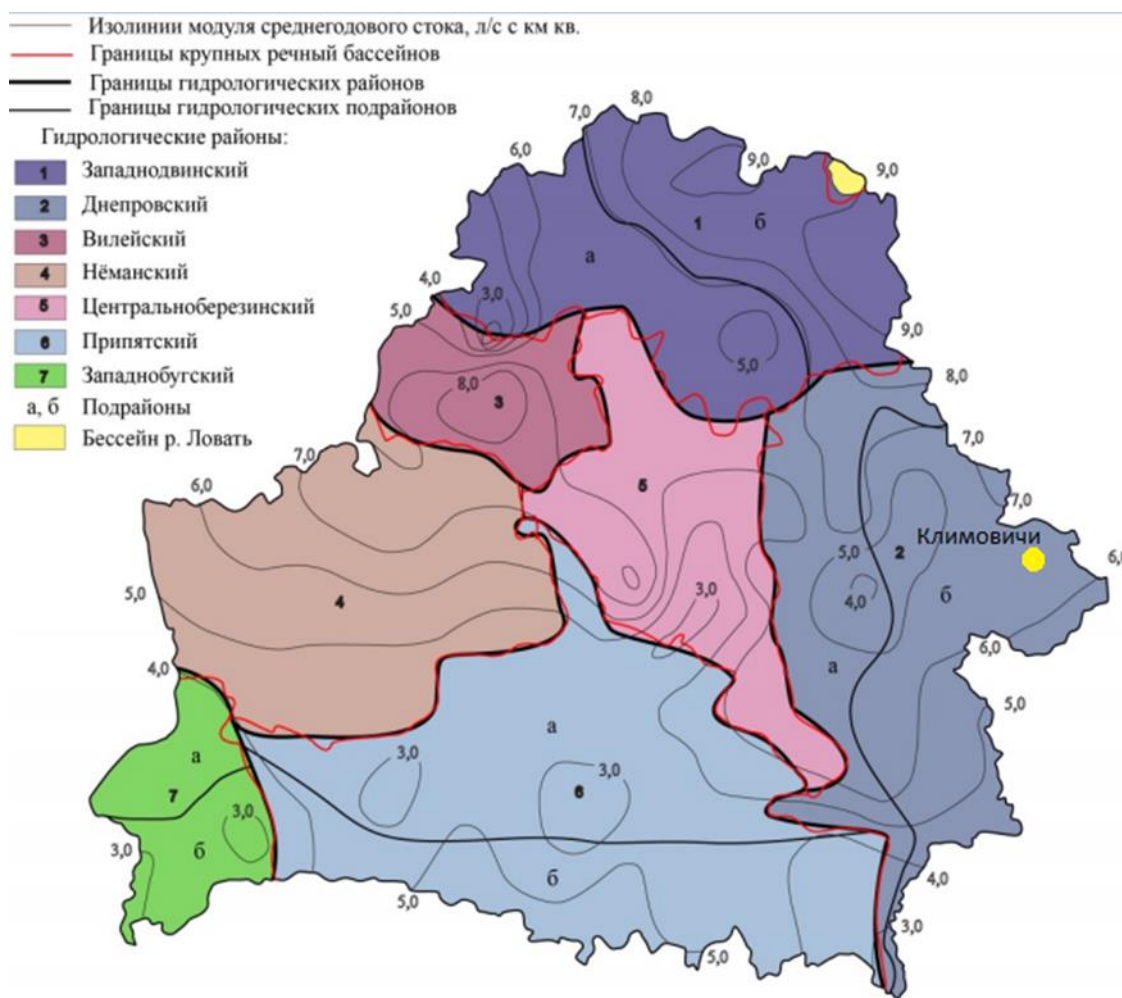 Изолинии модуля среднегодового стока, л/с с км кв.
Границы крупных речный бассейнов
Границы гидрологических районов
Границы гидрологических подрайонов
Гидрологические районы:
1 Западнодвинский
2 Днепровский
3 Вилейский
4 Нёманский
5 Центральноберезинский
6 Припятский
7 Западнобугский
а, б Подрайоны
Бессейн р. Ловать
8,0
7,0
6,0
9,0
9,0
1 б
а
4,0
3,0
5,0
9,0
5,0
8,0
8,0
3
7,0
7,0
6,0
5
7,0
Климовичи
5,0
2
6,0
5,0
3,0
4,0
б
4
6,0
а
4,0
5,0
а
а
3,0
3,0
7
6
3,0
3,0
б
б
4,0
5,0
3,0
5,0